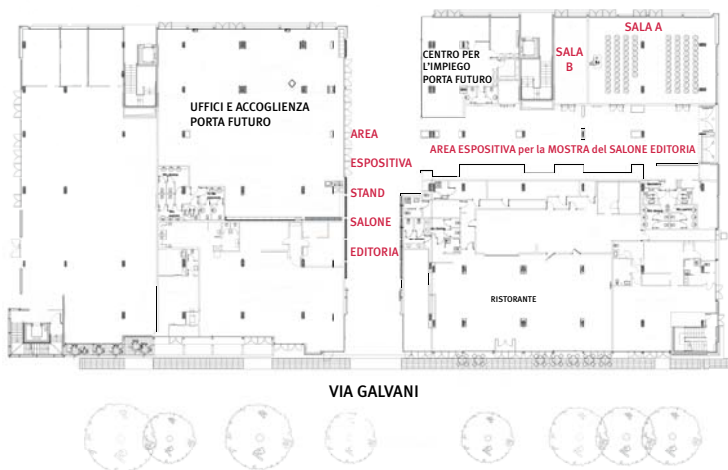 UFFICI E ACCOGLIENZA
PORTA FUTURO
AREA
ESPOSITIVA
STAND
SALONE
EDITORIA
CENTRO PER
L'IMPIEGO
PORTA FUTURO
SALA
B
SALA A
AREA ESPOSITIVA per la MOSTRA del SALONE EDITORIA
RISTORANTE
VIA GALVANI